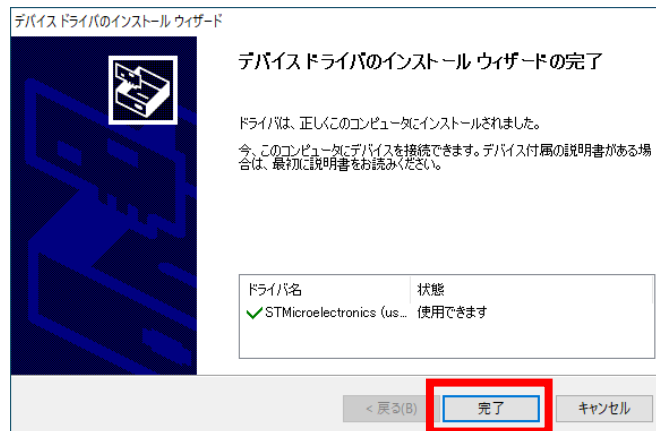 デバイス ドライバのインストール ウィザード
デバイス ドライバのインストール ウィザードの完了
ドライバは、正しくこのコンピュータにインストールされました。
今、このコンピュータにデバイスを接続できます。デバイス付属の説明書がある場
合は、最初に説明書をお読みください。
ドライバ名 状態
STMicroelectronics (us... 使用できます
< 戻る(B) 完了 キャンセル